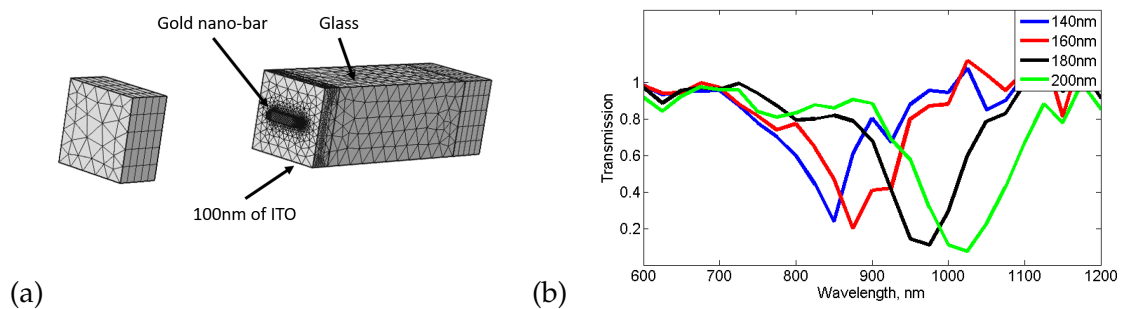 Gold nano-bar
Glass
100nm of ITO
(a)
(b)
Transmission
1
0.8
0.6
0.4
0.2
600
700
800
900
1000
1100
1200
Wavelength, nm
140nm
160nm
180nm
200nm